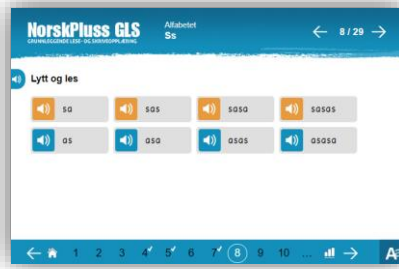 NorskPluss GLS
GRUNNLEGGENDE LESE- OG SKRIVEOPPLÆRING
Alfabetet
Ss
8 / 29
Lytt og les
sa sas sasa sasas
as asa asas asasa
1 2 3 4 5 6 7 8 9 10 ...
A